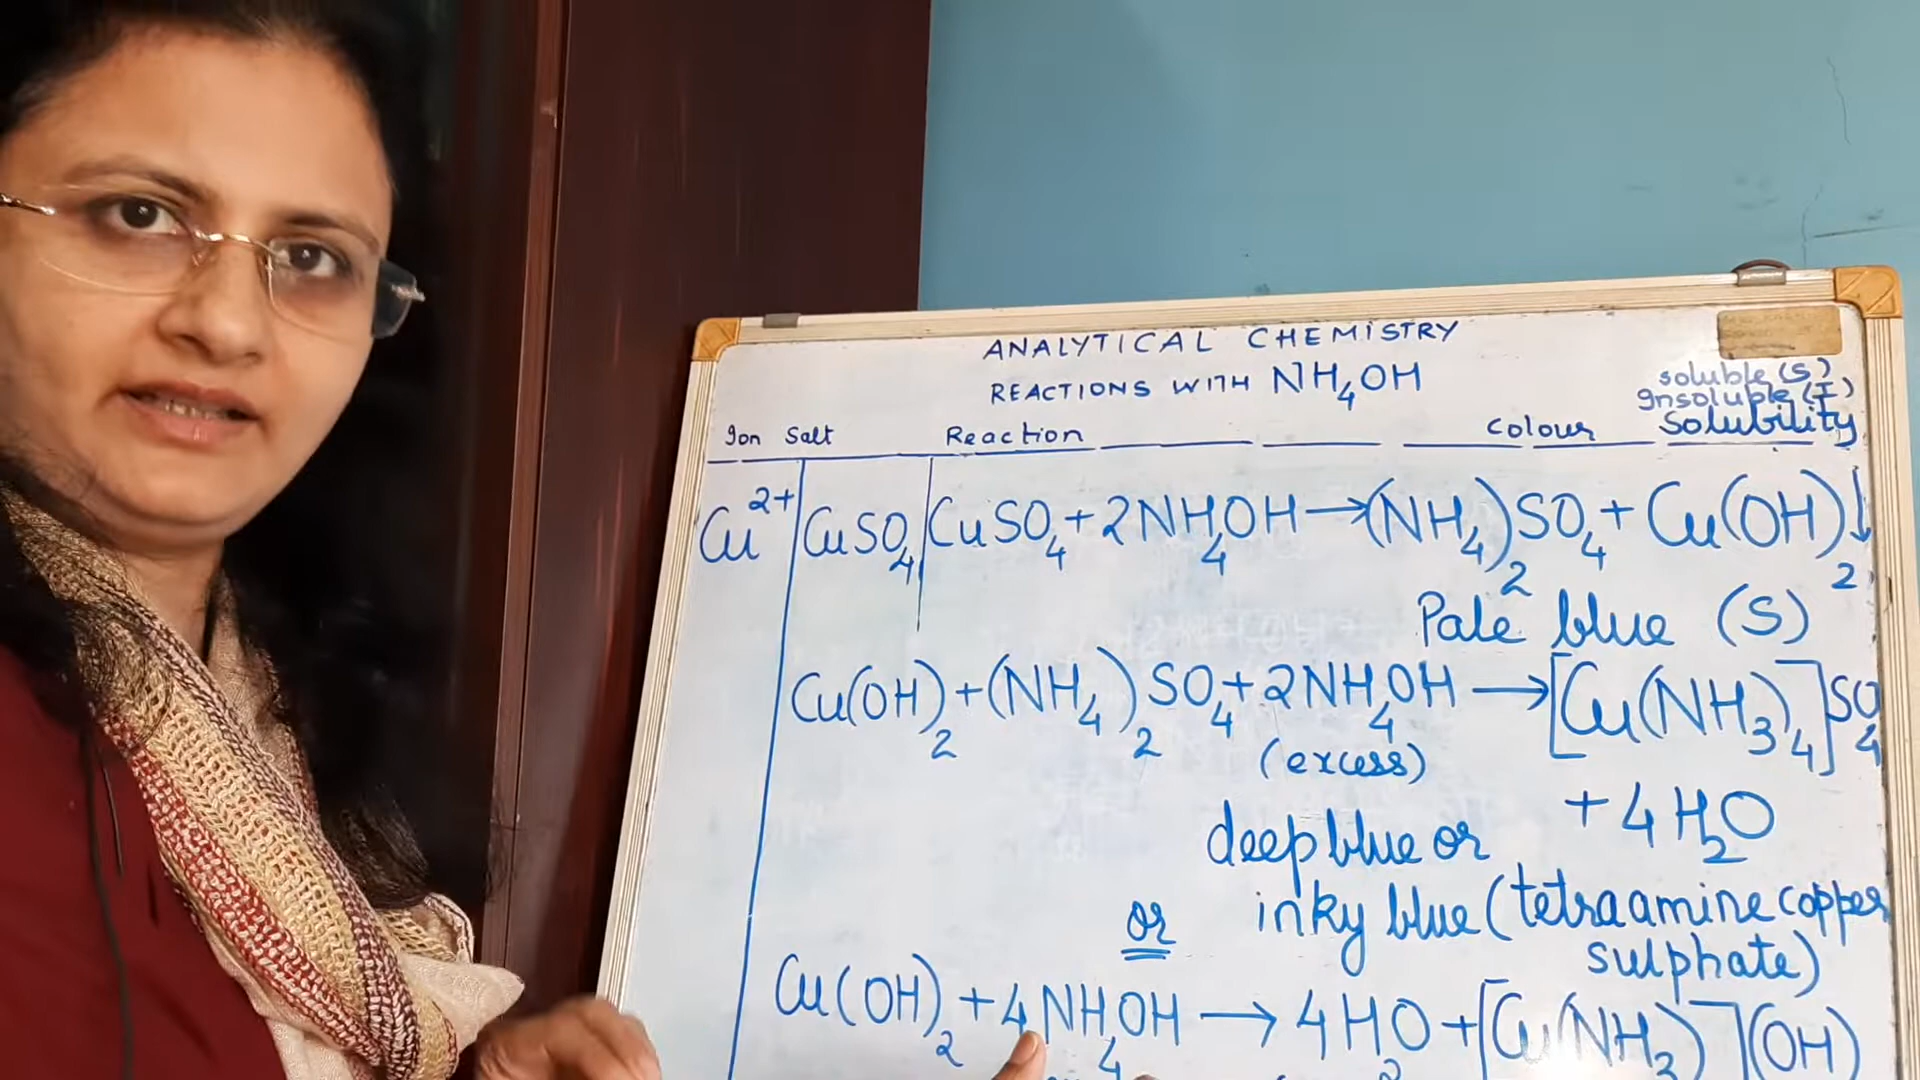 ANALYTICAL CHEMISTRY
REACTIONS WITH NH₄OH
soluble (S)
Insoluble (I)
Ion Salt Reaction Colour Solubility
Cu²⁺ CuSO₄ CuSO₄ + 2NH₄OH → (NH₄)₂SO₄ + Cu(OH)₂↓
Pale blue (S)
Cu(OH)₂ + (NH₄)₂SO₄ + 2NH₄OH → [Cu(NH₃)₄]SO₄
(excess)
+ 4H₂O
deep blue or
or inky blue (tetraamine copper
sulphate)
Cu(OH)₂ + 4NH₄OH → 4H₂O + [Cu(NH₃)](OH)